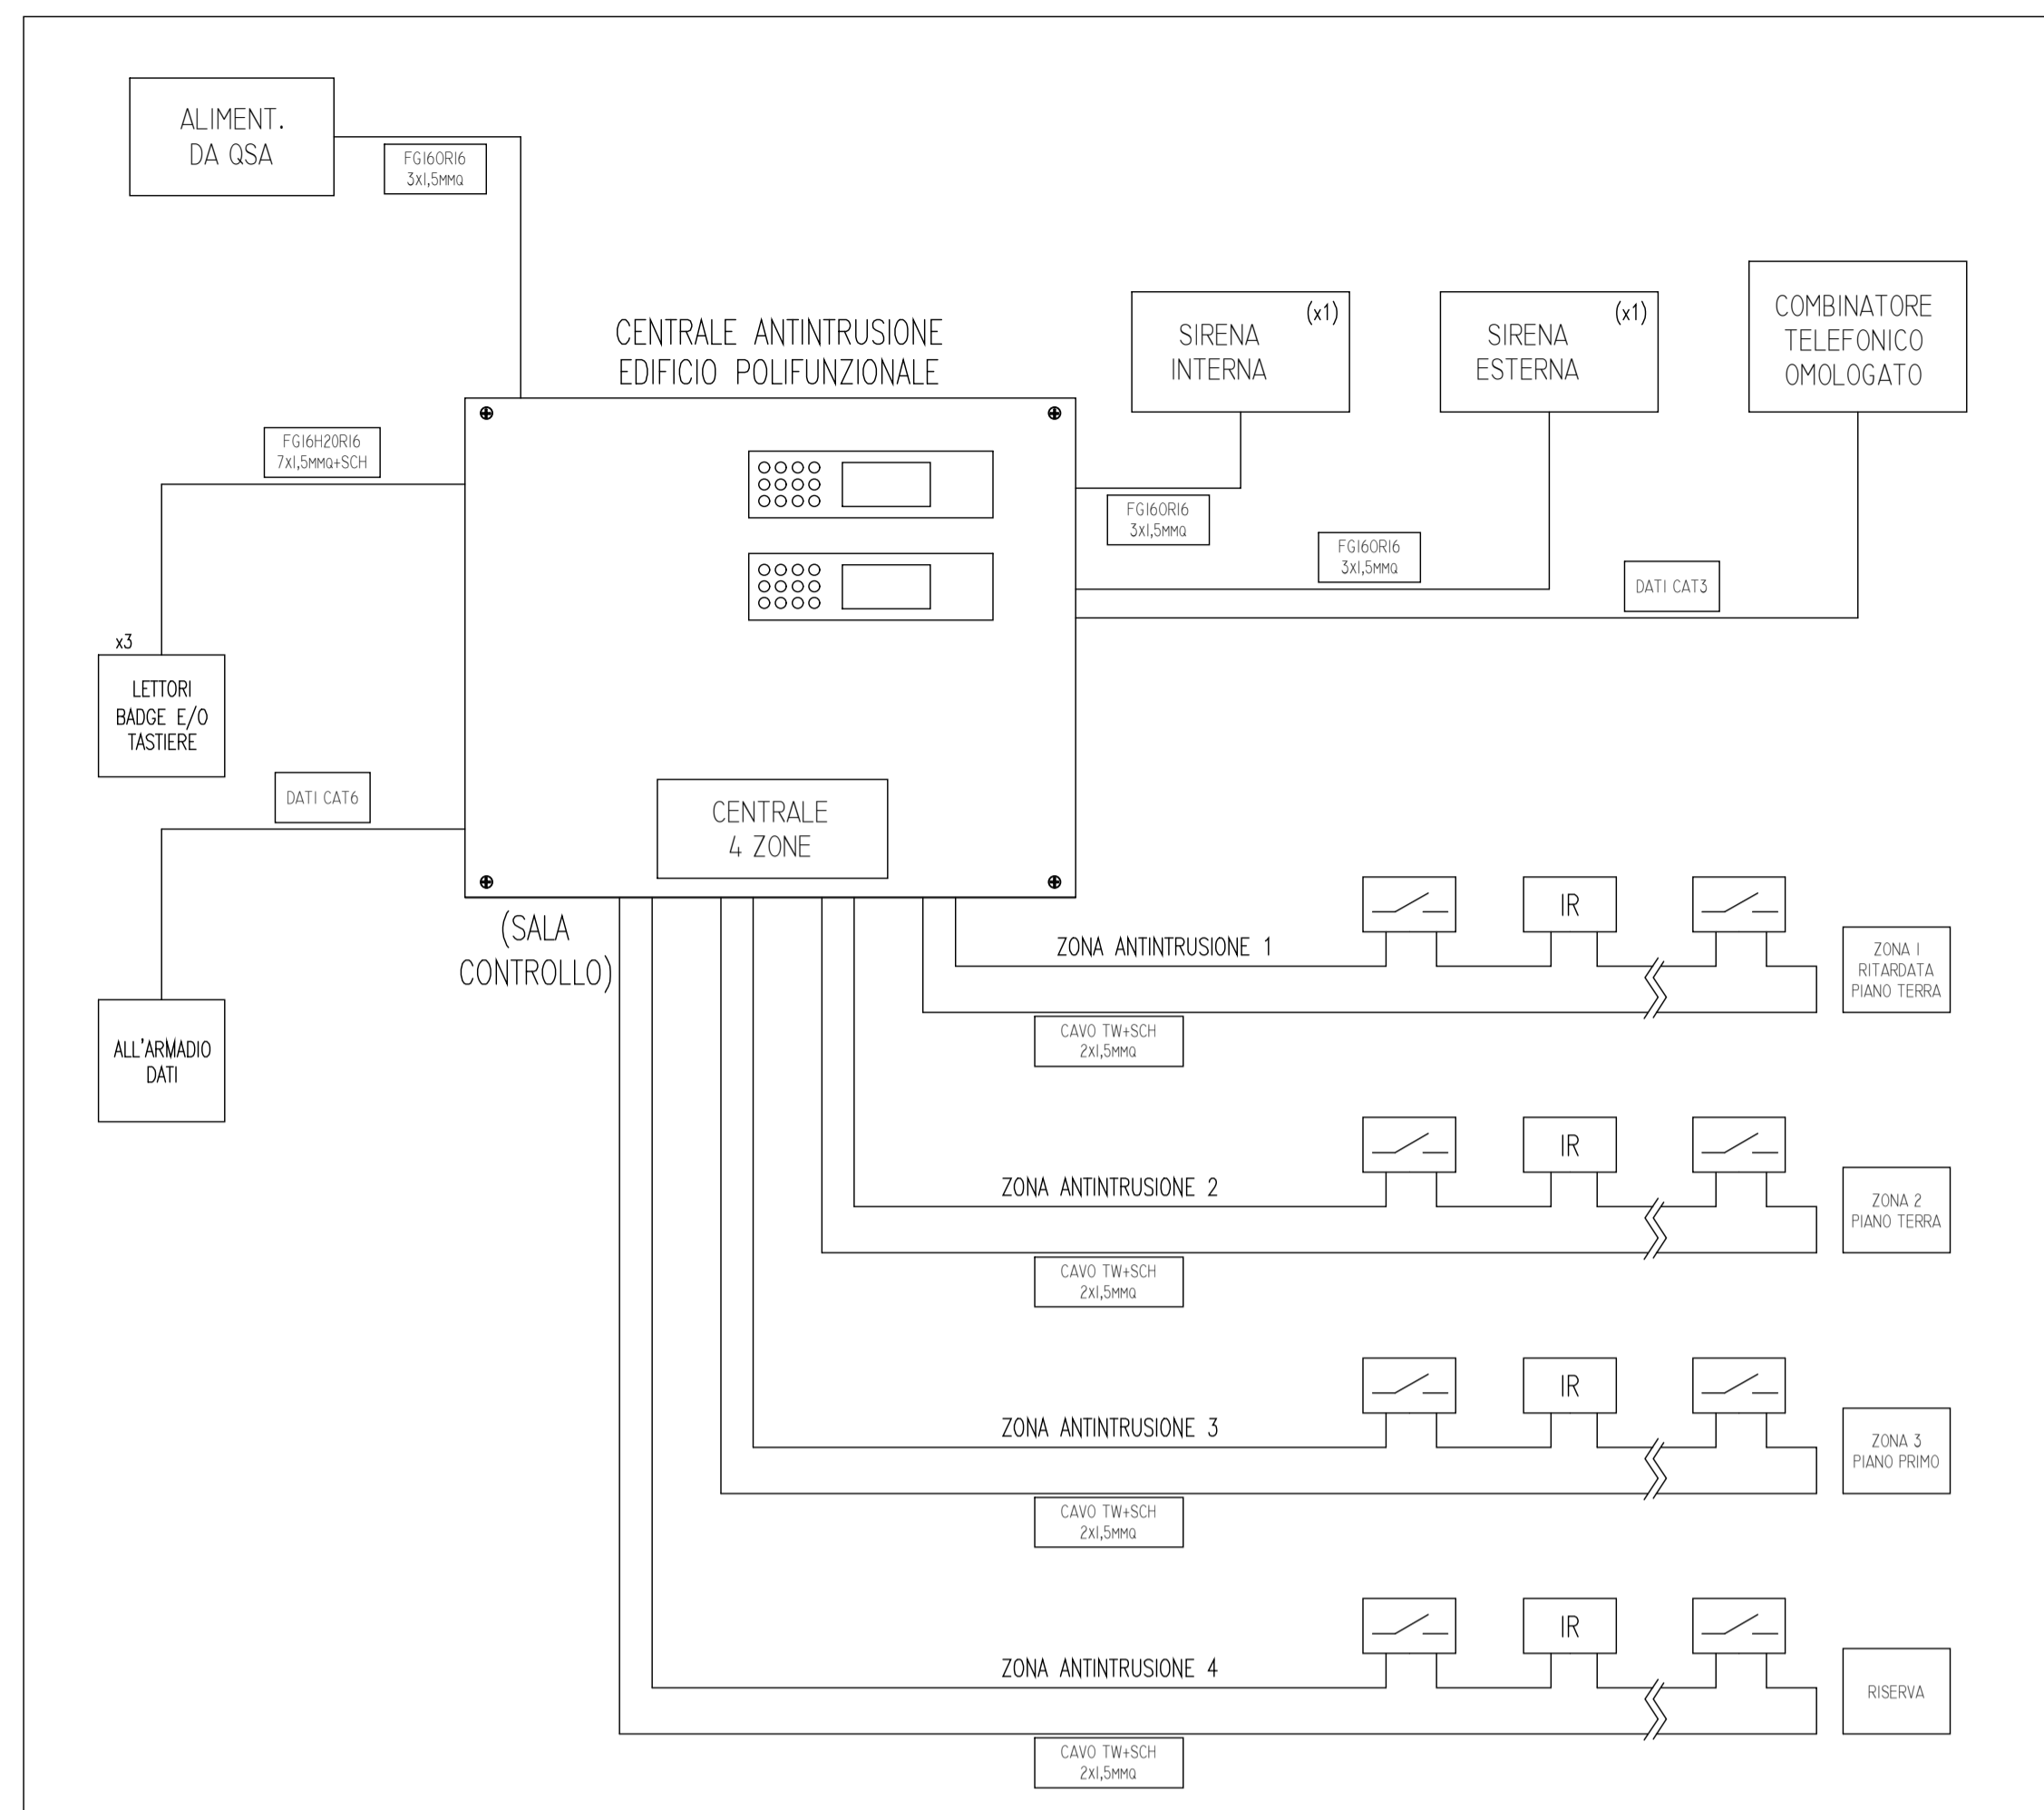 ALIMENT.
DA QSA
FG16OR16
3X1,5MMQ
CENTRALE ANTINTRUSIONE
EDIFICIO POLIFUNZIONALE
(x1)
SIRENA
INTERNA
(x1)
SIRENA
ESTERNA
COMBINATORE
TELEFONICO
OMOLOGATO
FG16H2OR16
7X1,5MMQ+SCH
FG16OR16
3X1,5MMQ
FG16OR16
3X1,5MMQ
DATI CAT3
x3
LETTORI
BADGE E/O
TASTIERE
DATI CAT6
CENTRALE
4 ZONE
(SALA
CONTROLLO)
ALL'ARMADIO
DATI
ZONA ANTINTRUSIONE 1
IR
ZONA 1
RITARDATA
PIANO TERRA
CAVO TW+SCH
2X1,5MMQ
ZONA ANTINTRUSIONE 2
IR
ZONA 2
PIANO TERRA
CAVO TW+SCH
2X1,5MMQ
ZONA ANTINTRUSIONE 3
IR
ZONA 3
PIANO PRIMO
CAVO TW+SCH
2X1,5MMQ
ZONA ANTINTRUSIONE 4
IR
RISERVA
CAVO TW+SCH
2X1,5MMQ